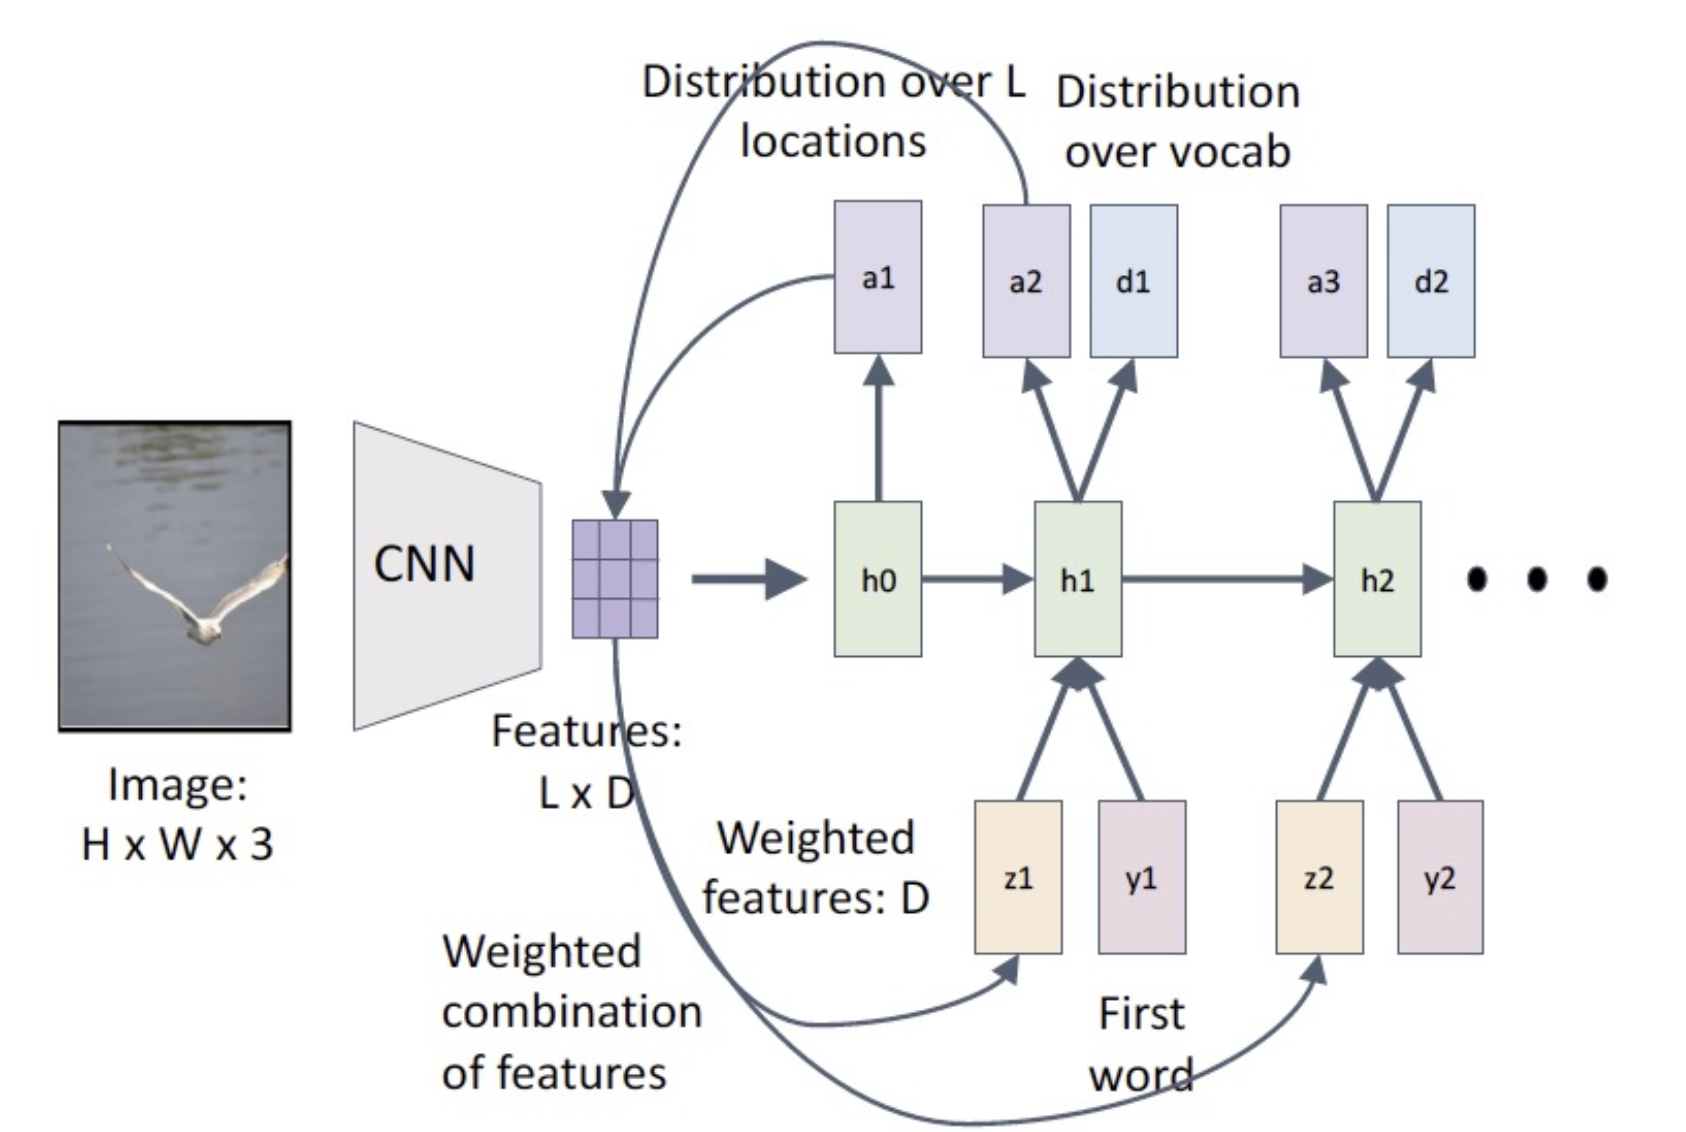 Distribution over L
locations
Distribution
over vocab
a1
a2
d1
a3
d2
CNN
h0
h1
h2
Features:
L x D
Image:
H x W x 3
Weighted
features: D
z1
y1
z2
y2
Weighted
combination
of features
First
word